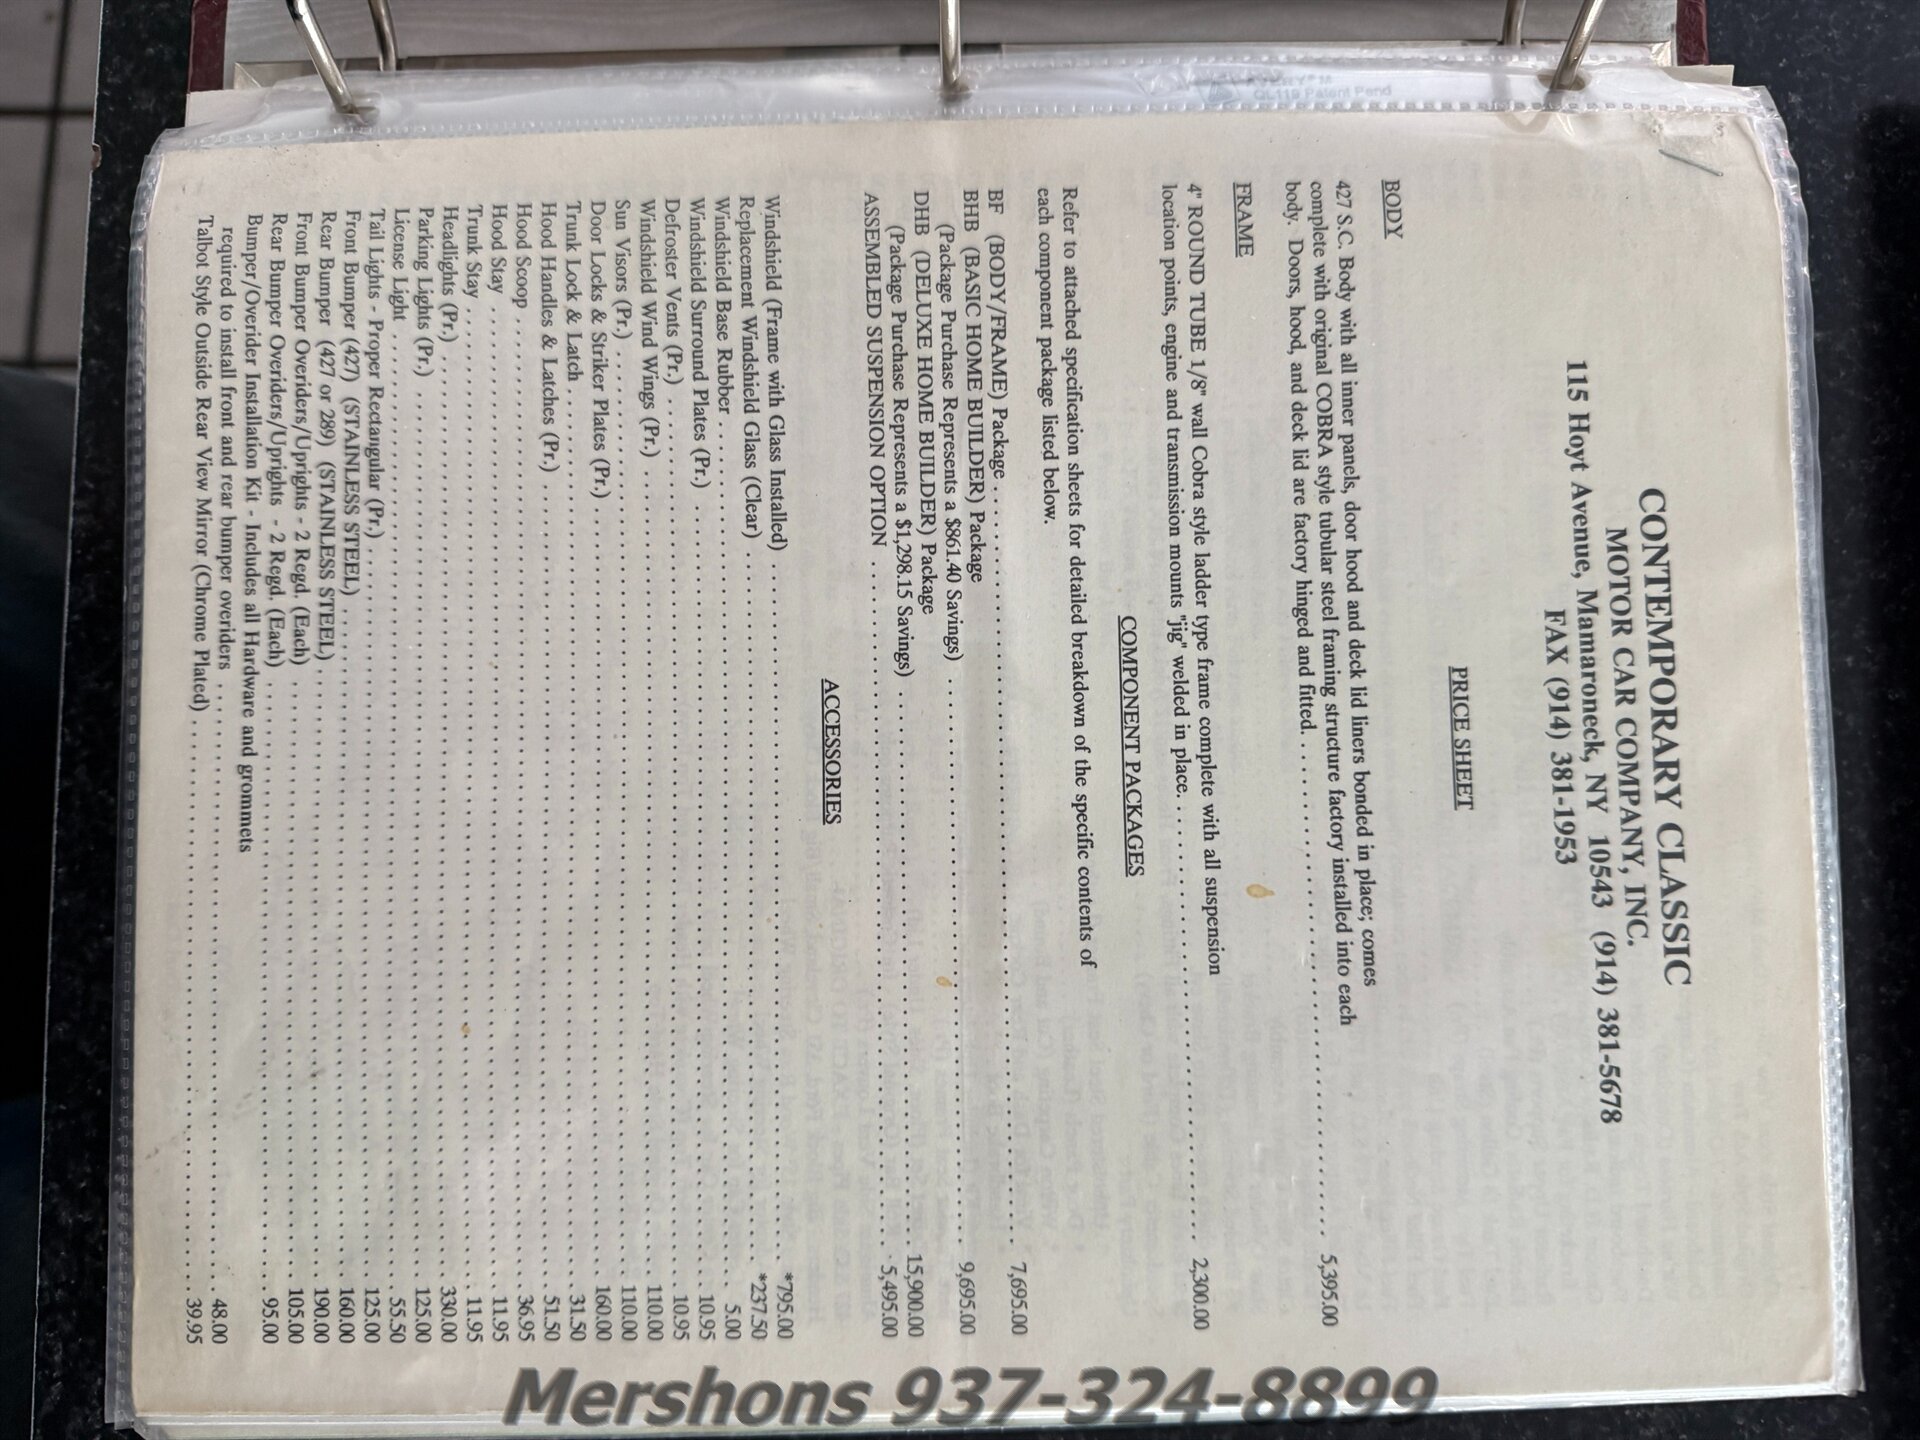 CONTEMPORARY CLASSIC
MOTOR CAR COMPANY, INC.
115 Hoyt Avenue, Mamaroneck, NY 10543 (914) 381-5678
FAX (914) 381-1953
PRICE SHEET
BODY
427 S.C. Body with all inner panels, door hood and deck lid liners bonded in place; comes
complete with original COBRA style tubular steel framing structure factory installed into each
body. Doors, hood, and deck lid are factory hinged and fitted. . . . . . . . . . 5,395.00
FRAME
4" ROUND TUBE 1/8" wall Cobra style ladder type frame complete with all suspension
location points, engine and transmission mounts "jig" welded in place. . . . . . . . . . 2,300.00
COMPONENT PACKAGES
Refer to attached specification sheets for detailed breakdown of the specific contents of
each component package listed below.
BF (BODY/FRAME) Package . . . . . . . . . . 7,695.00
BHB (BASIC HOME BUILDER) Package
(Package Purchase Represents a $861.40 Savings) . . . . . . . . . . 9,695.00
DHB (DELUXE HOME BUILDER) Package
(Package Purchase Represents a $1,298.15 Savings) . . . . . . . . . . 15,900.00
ASSEMBLED SUSPENSION OPTION . . . . . . . . . . 5,495.00
ACCESSORIES
Windshield (Frame with Glass Installed) . . . . . . . . . . *795.00
Replacement Windshield Glass (Clear) . . . . . . . . . . *237.50
Windshield Base Rubber . . . . . . . . . . 5.00
Windshield Surround Plates (Pr.) . . . . . . . . . . 10.95
Defroster Vents (Pr.) . . . . . . . . . . 10.95
Windshield Wind Wings (Pr.) . . . . . . . . . . 110.00
Sun Visors (Pr.) . . . . . . . . . . 110.00
Door Locks & Striker Plates (Pr.) . . . . . . . . . . 160.00
Trunk Lock & Latch . . . . . . . . . . 31.50
Hood Handles & Latches (Pr.) . . . . . . . . . . 51.50
Hood Scoop . . . . . . . . . . 36.95
Hood Stay . . . . . . . . . . 11.95
Trunk Stay . . . . . . . . . . 11.95
Headlights (Pr.) . . . . . . . . . . 330.00
Parking Lights (Pr.) . . . . . . . . . . 125.00
License Light . . . . . . . . . . 55.50
Tail Lights - Proper Rectangular (Pr.) . . . . . . . . . . 125.00
Front Bumper (427) (STAINLESS STEEL) . . . . . . . . . . 160.00
Rear Bumper (427 or 289) (STAINLESS STEEL) . . . . . . . . . . 190.00
Front Bumper Overiders/Uprights - 2 Regd. (Each) . . . . . . . . . . 105.00
Rear Bumper Overiders/Uprights - 2 Regd. (Each) . . . . . . . . . . 95.00
Bumper/Overider Installation Kit - Includes all Hardware and grommets
required to install front and rear bumper overiders . . . . . . . . . . 48.00
Talbot Style Outside Rear View Mirror (Chrome Plated) . . . . . . . . . . 39.95
QL119 Patent Pend
Mershons 937-324-8899